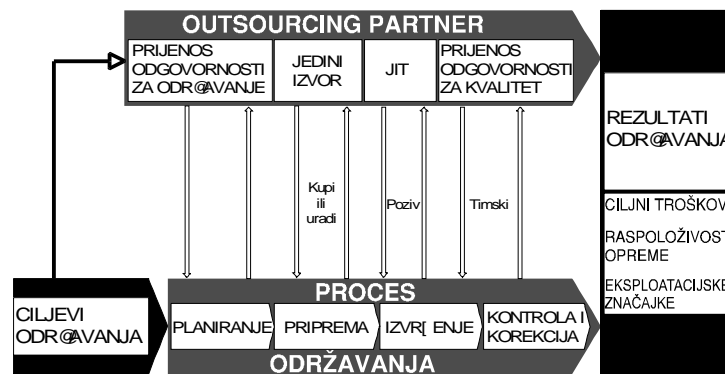 OUTSOURCING PARTNER
PRIJENOS
ODGOVORNOSTI
ZA ODR@AVANJE
JEDINI
IZVOR
JIT
PRIJENOS
ODGOVORNOSTI
ZA KVALITET
REZULTATI
ODR@AVANJA
Kupi
ili
uradi
Poziv
Timski
CILJNI TROŠKOV
RASPOLOŽIVOST
OPREME
EKSPLOATACIJSKE
ZNAČAJKE
CILJEVI
ODR@AVANJA
PROCES
PLANIRANJE
PRIPREMA
IZVR[ ENJE
KONTROLA I
KOREKCIJA
ODRŽAVANJA